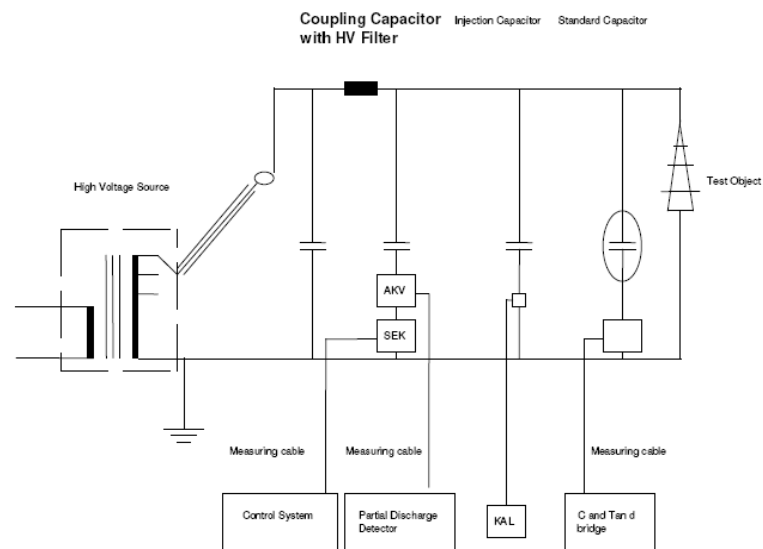 Coupling Capacitor
with HV Filter
Injection Capacitor
Standard Capacitor
High Voltage Source
Test Object
AKV
SEK
Measuring cable
Measuring cable
Measuring cable
Control System
Partial Discharge
Detector
KAL
C and Tan d
bridge